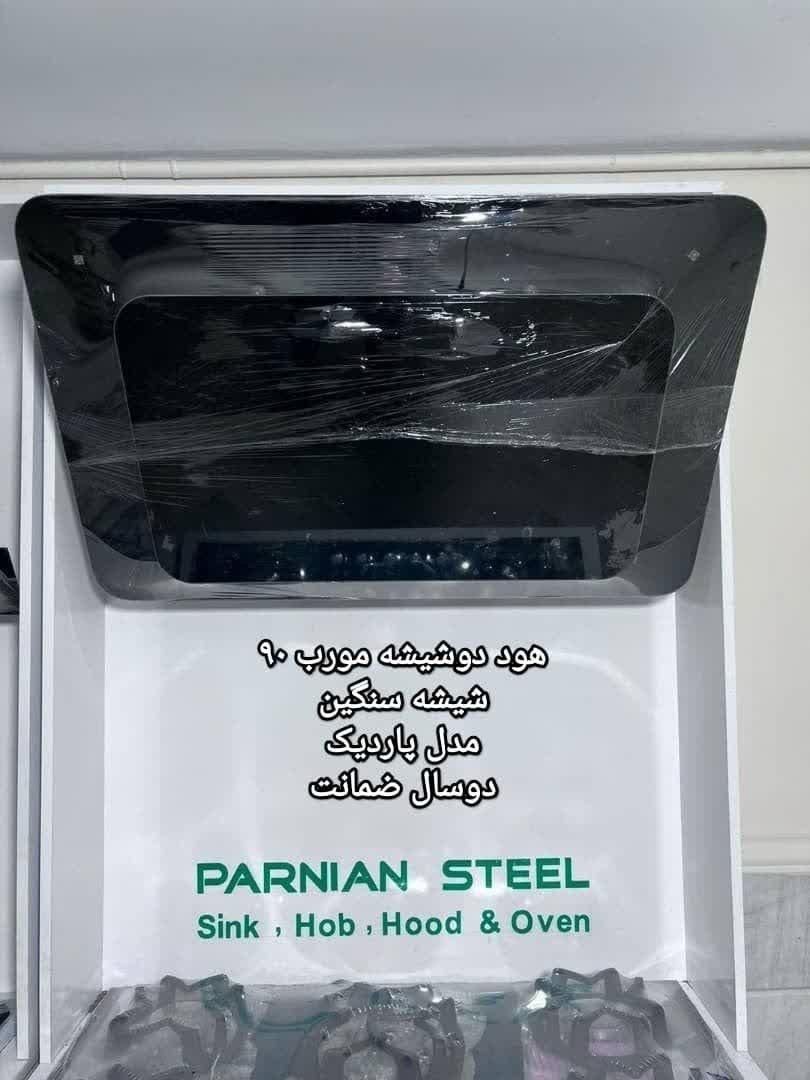 هود دوشیشه مورب ۹۰
شیشه سنگین
مدل پاردیک
دوسال ضمانت
PARNIAN STEEL
Sink , Hob , Hood & Oven